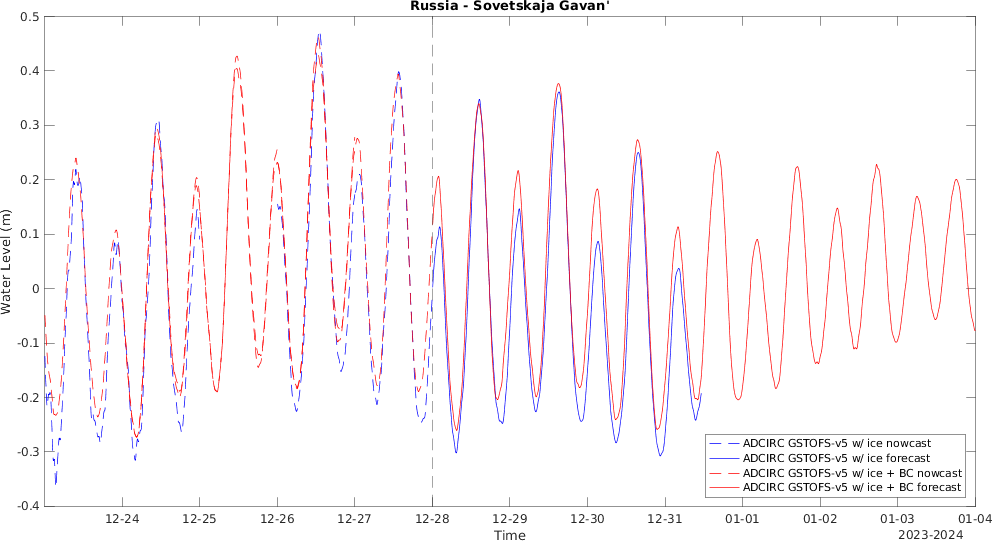 Russia - Sovetskaja Gavan'
0.5
0.4
0.3
0.2
0.1
0
-0.1
-0.2
-0.3
-0.4
Water Level (m)
ADCIRC GSTOFS-v5 w/ ice nowcast
ADCIRC GSTOFS-v5 w/ ice forecast
ADCIRC GSTOFS-v5 w/ ice + BC nowcast
ADCIRC GSTOFS-v5 w/ ice + BC forecast
12-24 12-25 12-26 12-27 12-28 12-29 12-30 12-31 01-01 01-02 01-03 01-04
Time
2023-2024